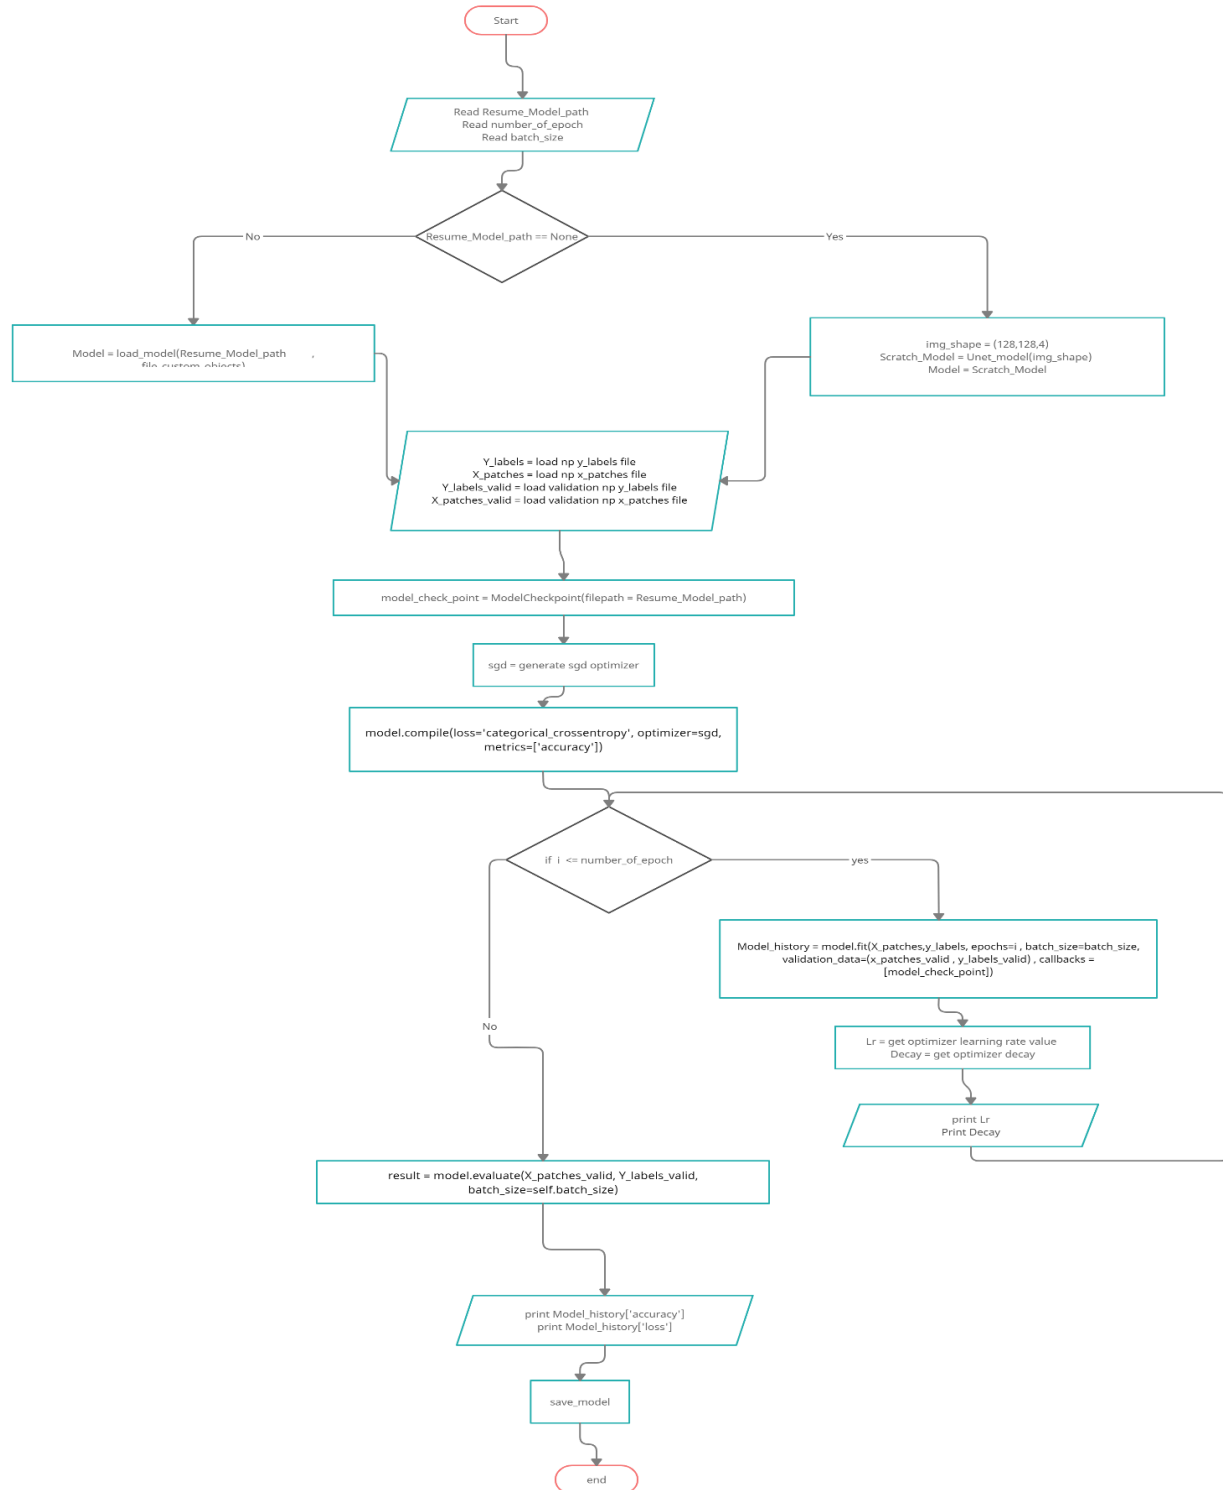 Start
Read Resume_Model_path
Read number_of_epoch
Read batch_size
Resume_Model_path == None
No
Yes
Model = load_model(Resume_Model_path ,
file_custom_objects)
img_shape = (128,128,4)
Scratch_Model = Unet_model(img_shape)
Model = Scratch_Model
Y_labels = load np y_labels file
X_patches = load np x_patches file
Y_labels_valid = load validation np y_labels file
X_patches_valid = load validation np x_patches file
model_check_point = ModelCheckpoint(filepath = Resume_Model_path)
sgd = generate sgd optimizer
model.compile(loss='categorical_crossentropy', optimizer=sgd,
metrics=['accuracy'])
if i <= number_of_epoch
yes
Model_history = model.fit(X_patches,y_labels, epochs=i , batch_size=batch_size,
validation_data=(x_patches_valid , y_labels_valid) , callbacks =
[model_check_point])
No
Lr = get optimizer learning rate value
Decay = get optimizer decay
print Lr
Print Decay
result = model.evaluate(X_patches_valid, Y_labels_valid,
batch_size=self.batch_size)
print Model_history['accuracy']
print Model_history['loss']
save_model
end